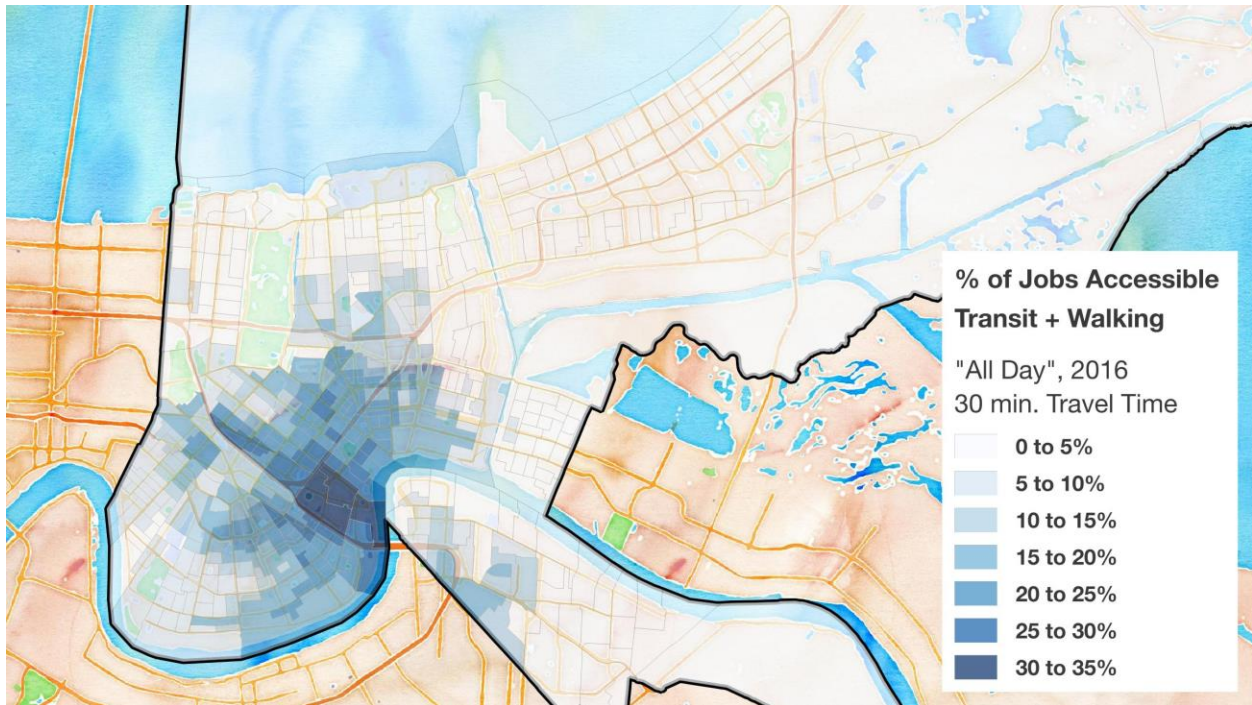 % of Jobs Accessible
Transit + Walking
"All Day", 2016
30 min. Travel Time
0 to 5%
5 to 10%
10 to 15%
15 to 20%
20 to 25%
25 to 30%
30 to 35%